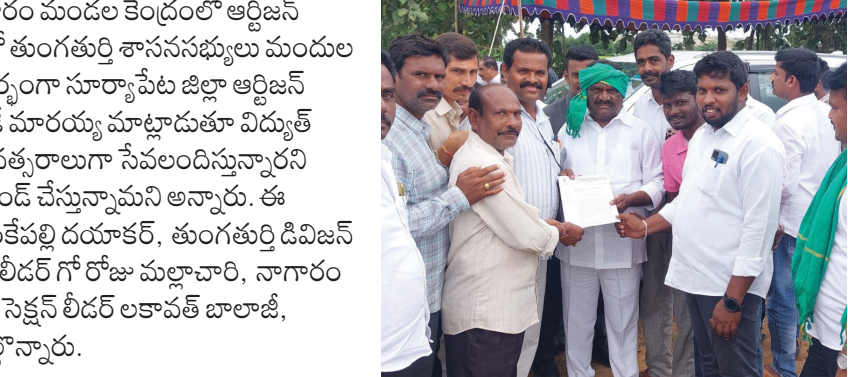 ారం మండల కేంద్రంలో ఆర్టిజన్
తుంగతుర్తి శాసనసభ్యులు మందుల
ర్భంగా సూర్యాపేట జిల్లా ఆర్టిజన్
మారయ్య మాట్లాడుతూ విద్యుత్
వత్సరాలుగా సేవలందిస్తున్నారని
ండ్ చేస్తున్నామని అన్నారు. ఈ
కేపల్లి దయాకర్, తుంగతుర్తి డివిజన్
లీడర్ గోరోజు మల్లాచారి, నాగారం
సెక్షన్ లీడర్ లకావత్ బాలాజీ,
ల్గొన్నారు.